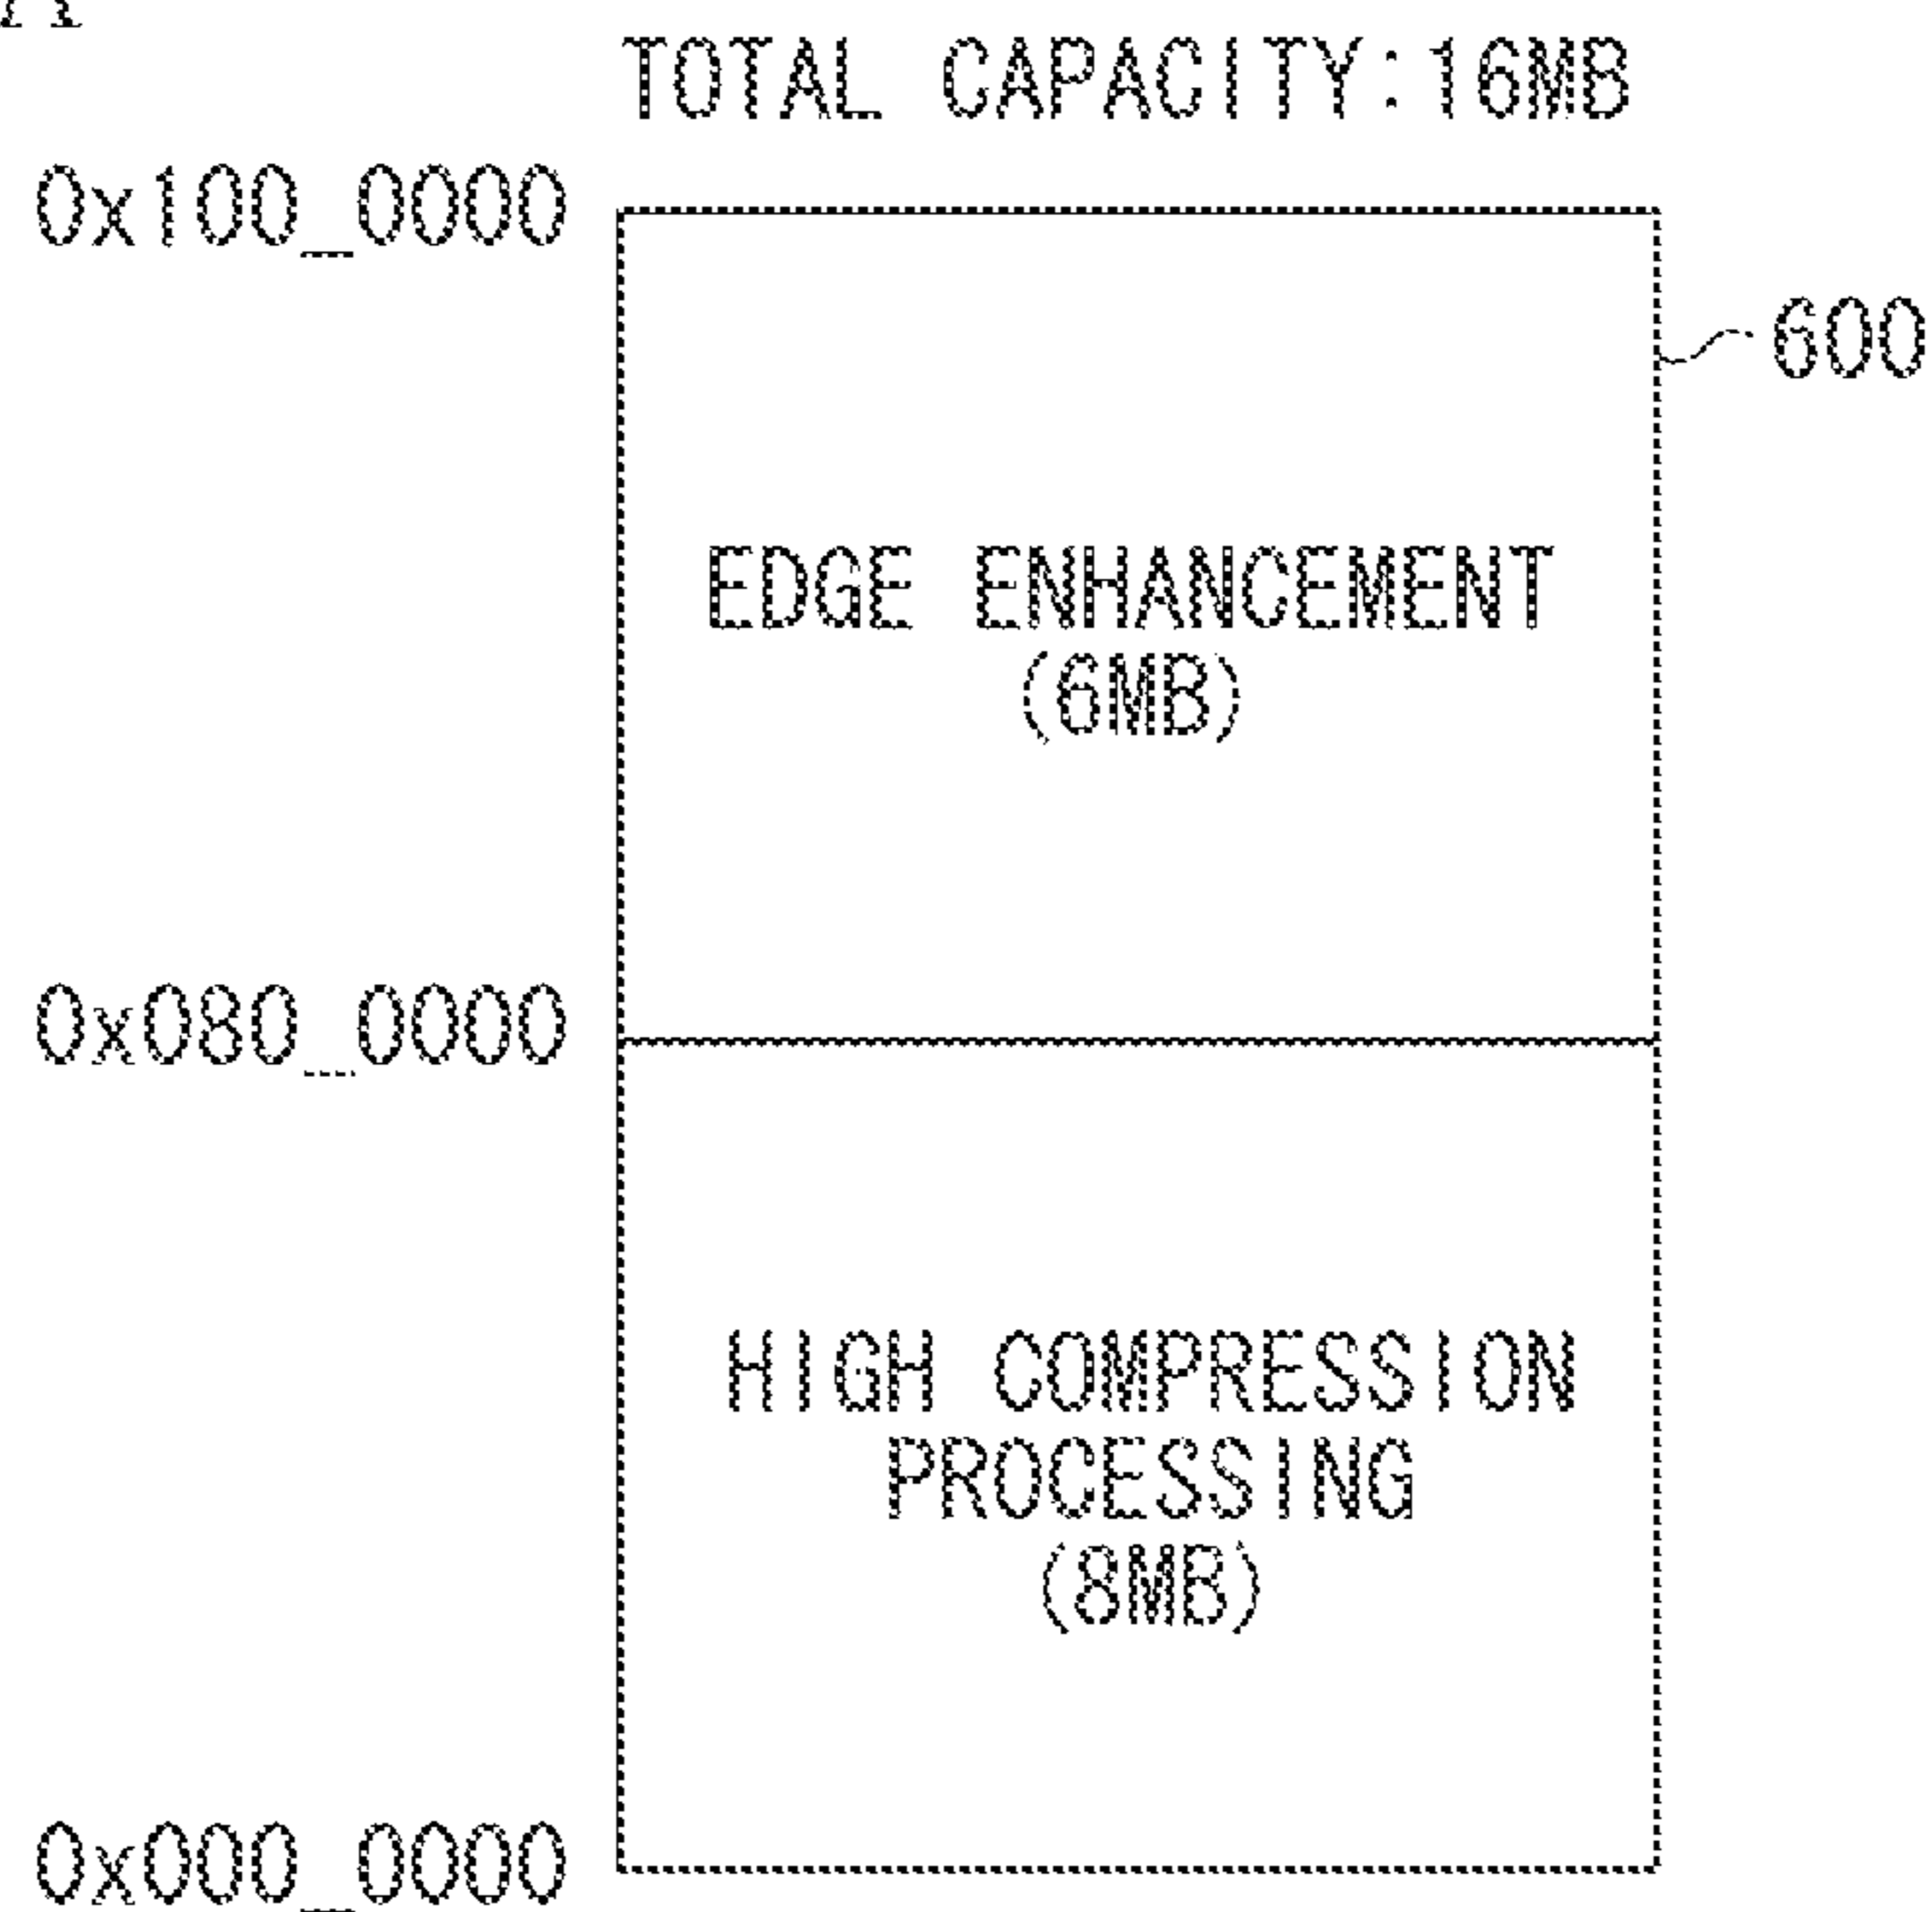 TOTAL CAPACITY:16MB
0x100_0000
600
EDGE ENHANCEMENT
(6MB)
0x080_0000
HIGH COMPRESSION
PROCESSING
(8MB)
0x000_0000